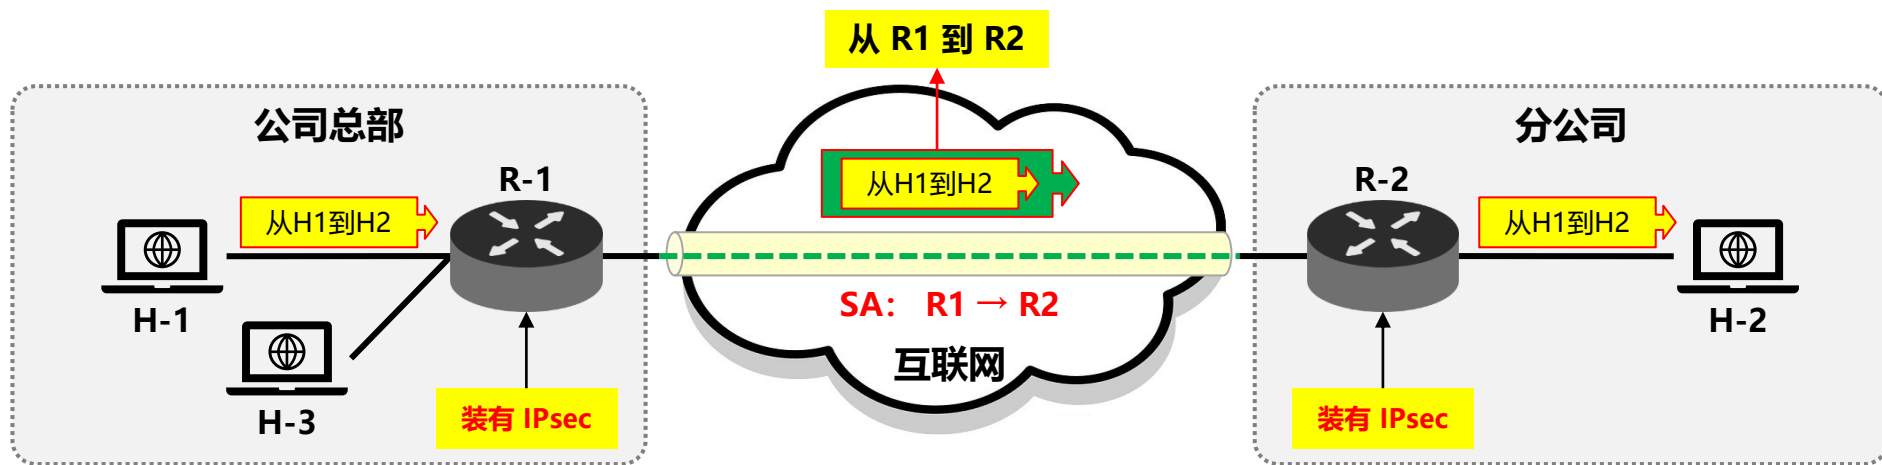 从 R1 到 R2
公司总部
分公司
R-1
R-2
从H1到H2
从H1到H2
从H1到H2
H-1
SA： R1 → R2
H-2
互联网
H-3
装有 IPsec
装有 IPsec